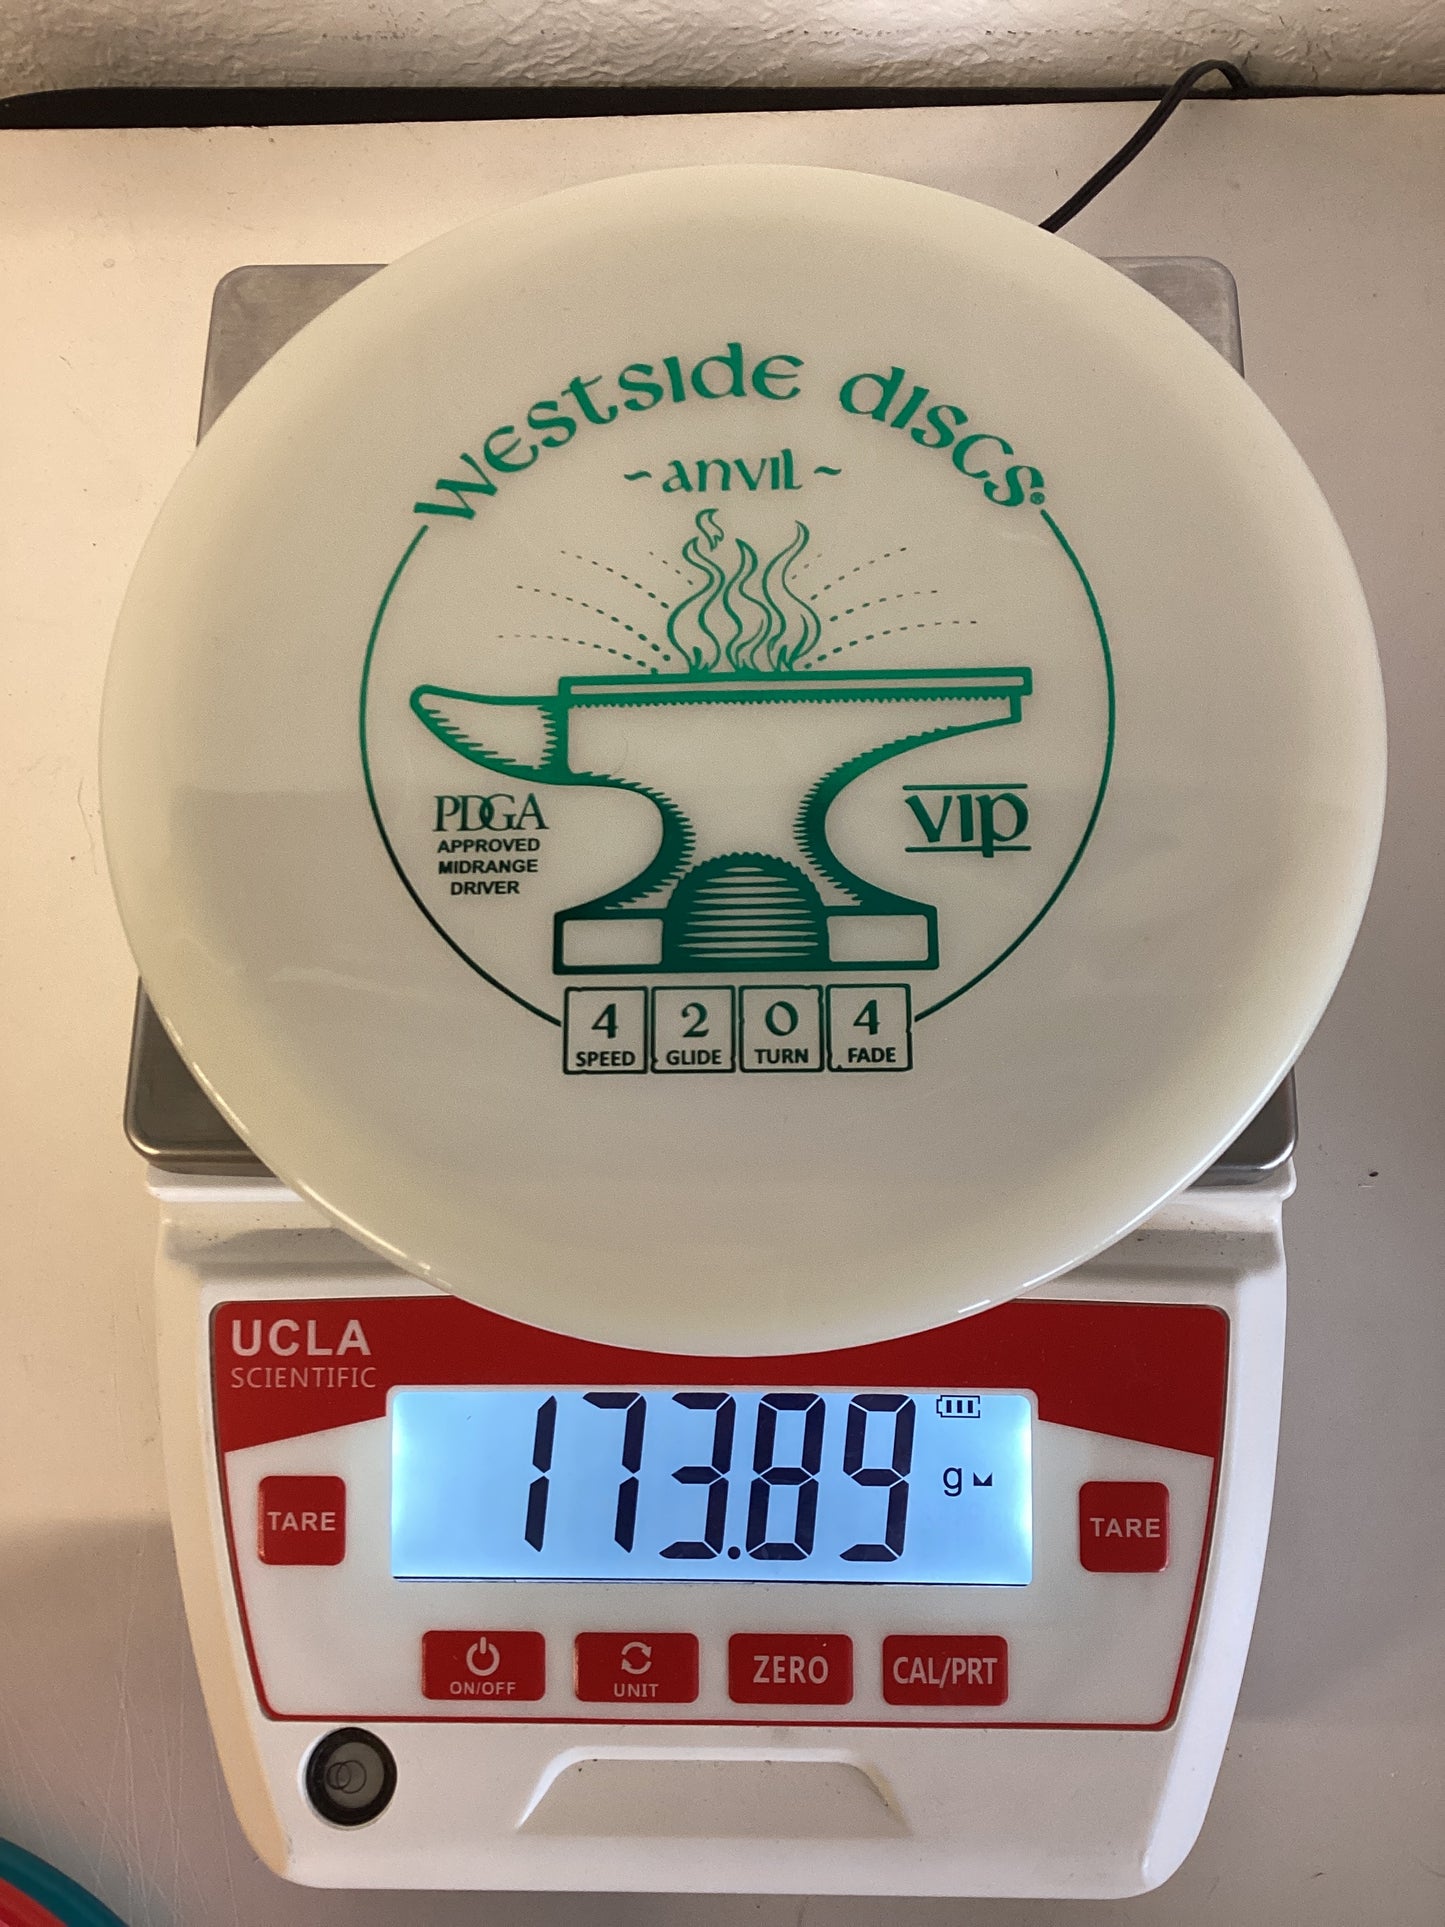 WESTSIDE DISCS®
~ANVIL~
PDGA
APPROVED
MIDRANGE
DRIVER
VIP
4 2 0 4
SPEED GLIDE TURN FADE
UCLA
SCIENTIFIC
173.89 g
TARE TARE
ON/OFF UNIT ZERO CAL/PRT